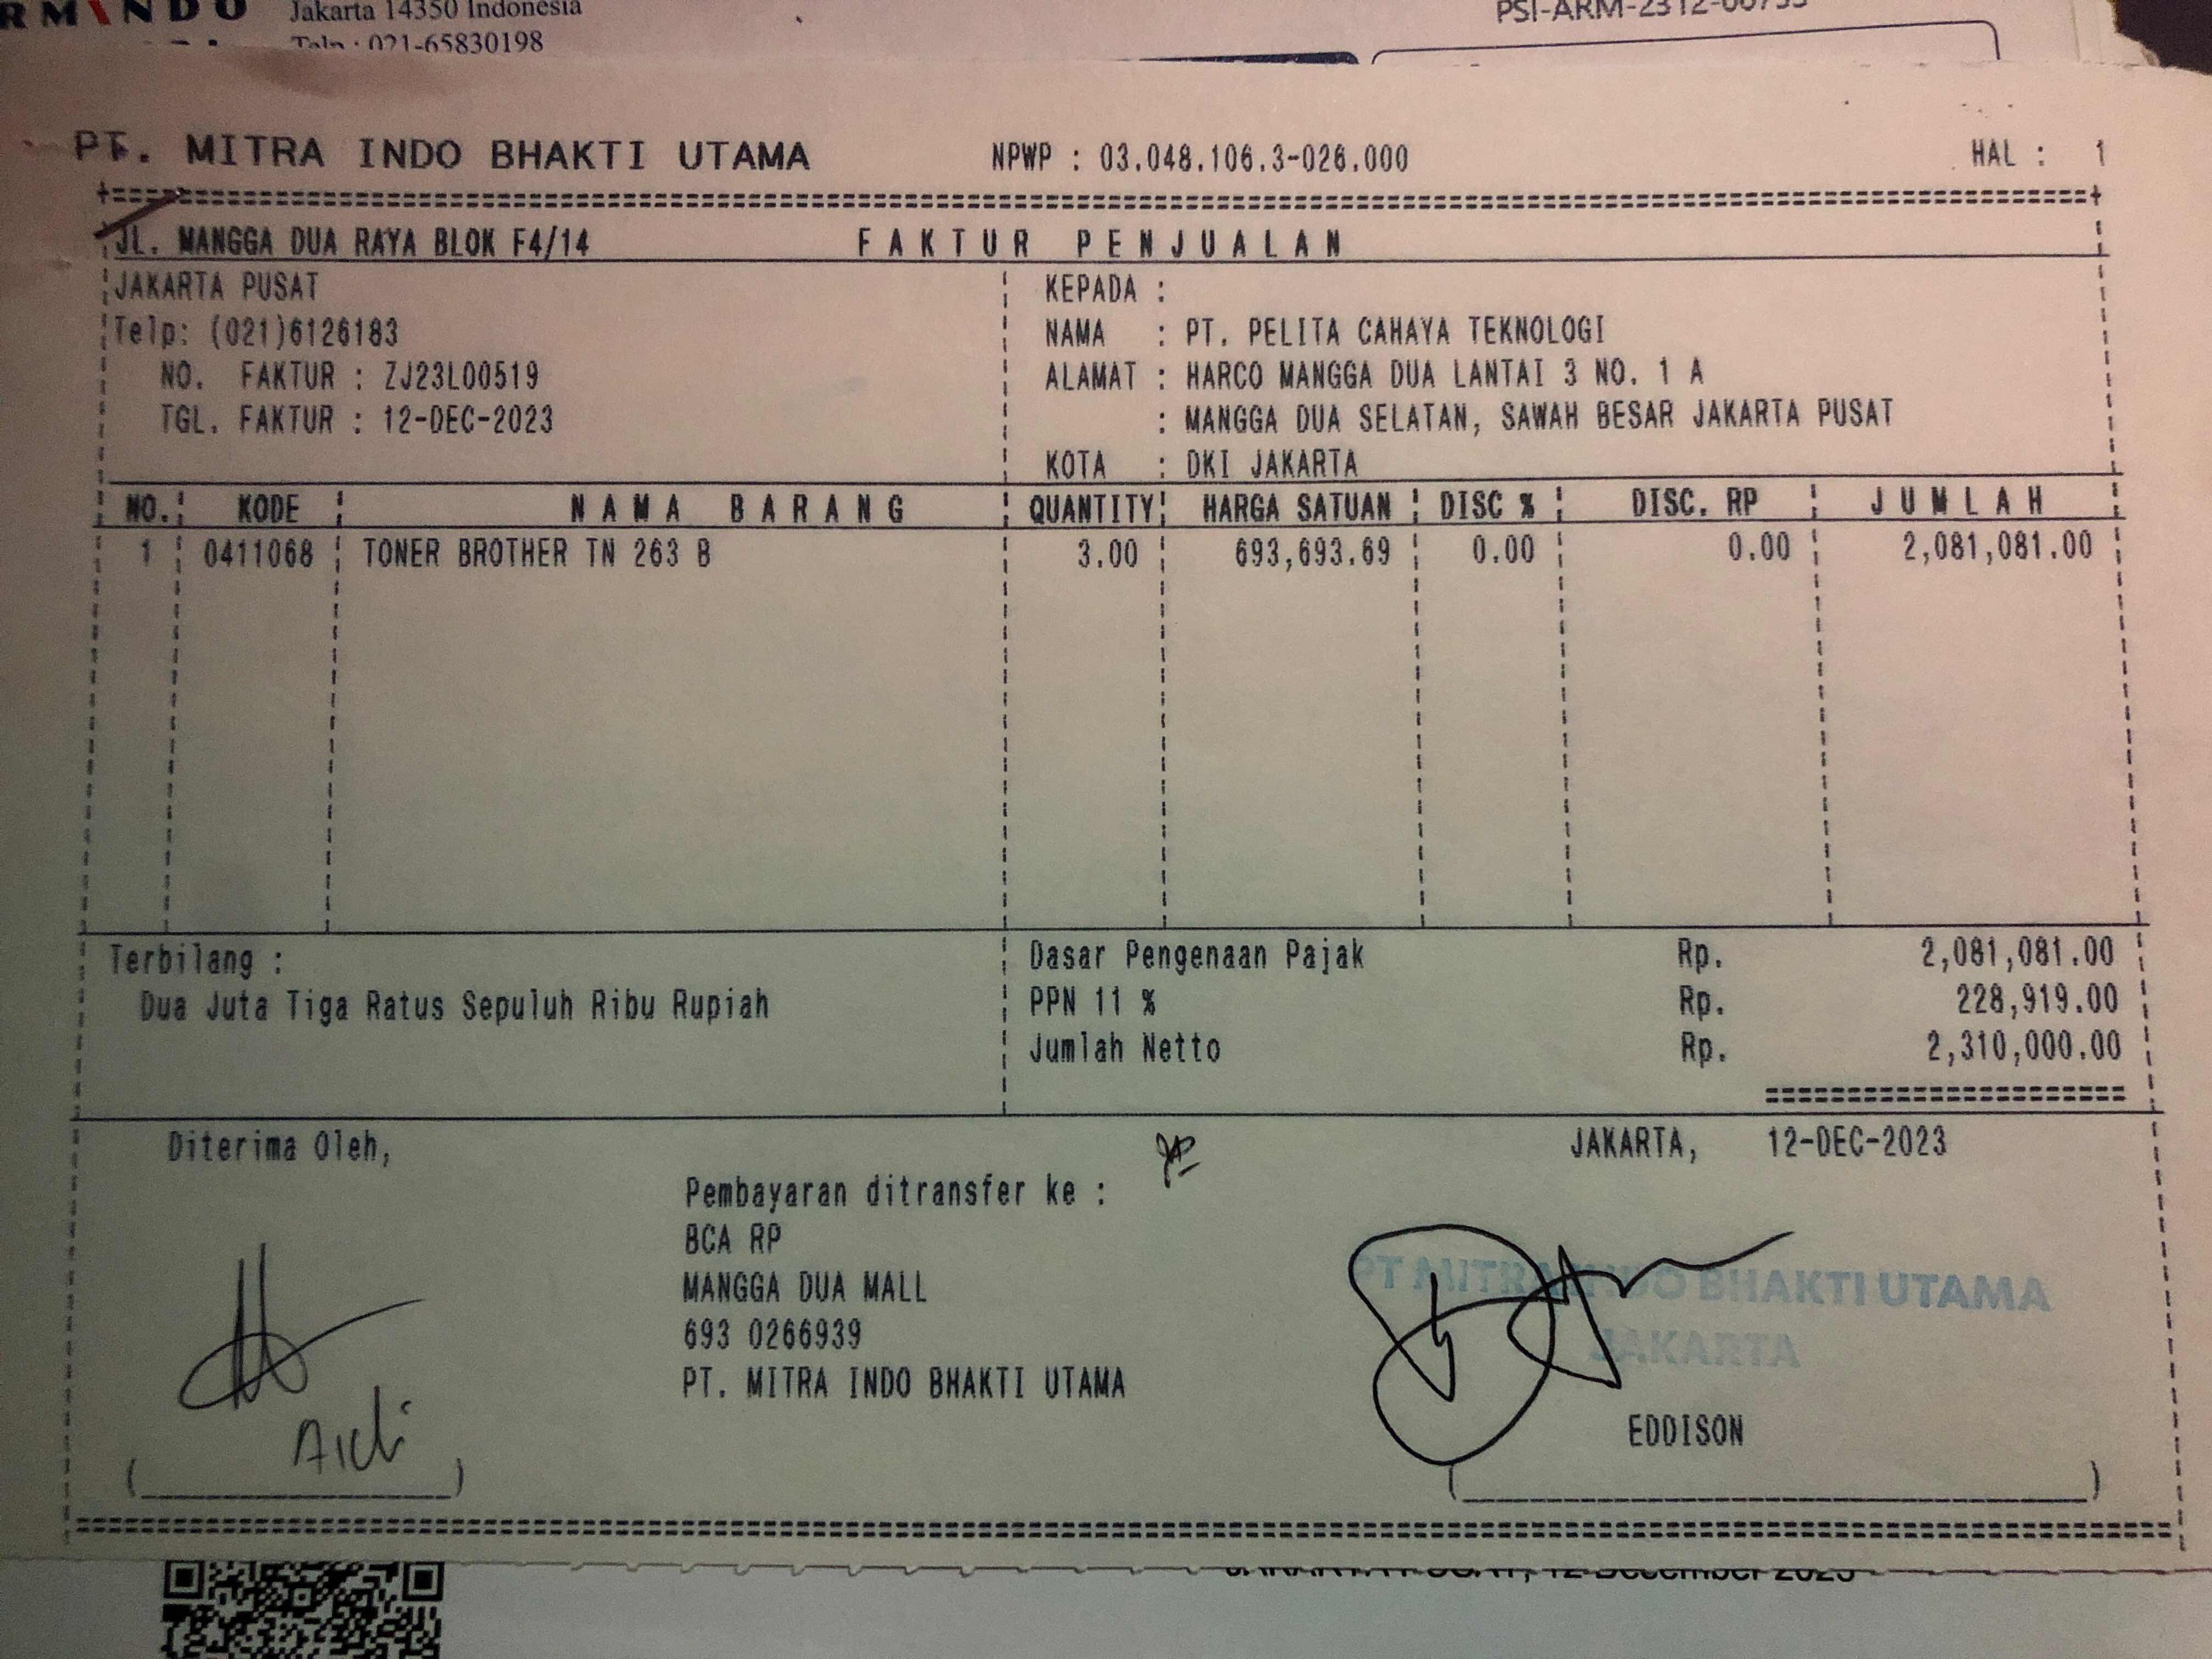 Jakarta 14350 Indonesia
Telp : 021-65830198
PT. MITRA INDO BHAKTI UTAMA NPWP : 03.048.106.3-026.000 HAL : 1
JL. MANGGA DUA RAYA BLOK F4/14 FAKTUR PENJUALAN
JAKARTA PUSAT KEPADA :
Telp: (021)6126183 NAMA : PT. PELITA CAHAYA TEKNOLOGI
NO. FAKTUR : ZJ23L00519 ALAMAT : HARCO MANGGA DUA LANTAI 3 NO. 1 A
TGL. FAKTUR : 12-DEC-2023 : MANGGA DUA SELATAN, SAWAH BESAR JAKARTA PUSAT
KOTA : DKI JAKARTA
NO. KODE NAMA BARANG QUANTITY HARGA SATUAN DISC % DISC. RP JUMLAH
1 0411068 TONER BROTHER TN 263 B 3.00 693,693.69 0.00 0.00 2,081,081.00
Terbilang : Dasar Pengenaan Pajak Rp. 2,081,081.00
Dua Juta Tiga Ratus Sepuluh Ribu Rupiah PPN 11 % Rp. 228,919.00
Jumlah Netto Rp. 2,310,000.00
Diterima Oleh, JAKARTA, 12-DEC-2023
Pembayaran ditransfer ke :
BCA RP
MANGGA DUA MALL
693 0266939
PT. MITRA INDO BHAKTI UTAMA
PT MITRA INDO BHAKTI UTAMA
JAKARTA
EDDISON
12 December 2023